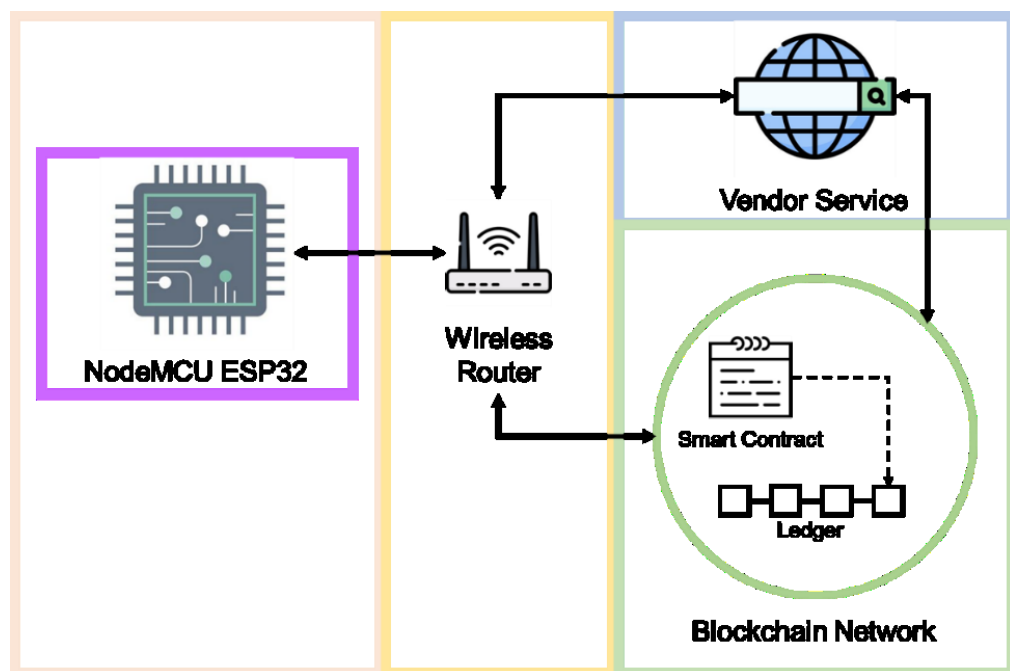 Vendor Service
NodeMCU ESP32
Wireless
Router
Smart Contract
Ledger
Blockchain Network